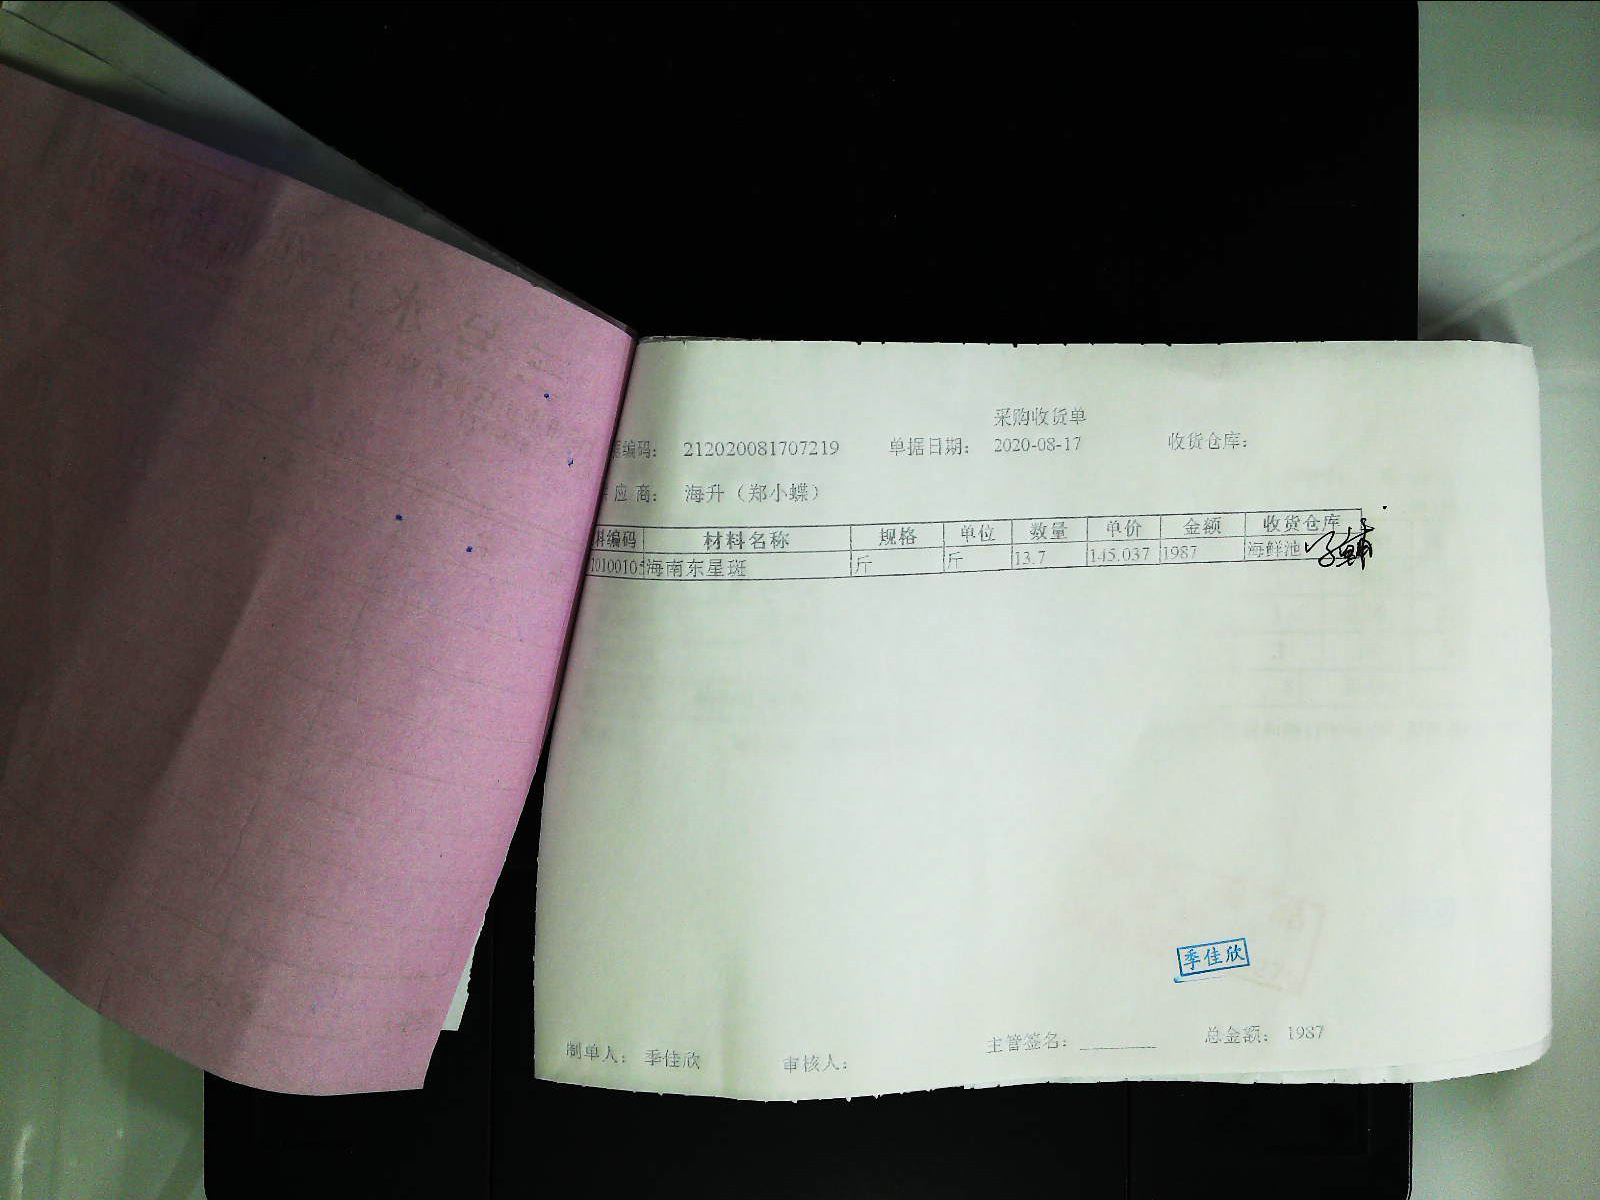 采购收货单
编码： 212020081707219 单据日期： 2020-08-17 收货仓库：
应 商： 海升（郑小蝶）
料编码 材料名称 规格 单位 数量 单价 金额 收货仓库
海南东星斑 斤 斤 13.7 145.037 1987 海鲜池
季佳欣
制单人： 季佳欣 审核人： 主管签名：________ 总金额： 1987